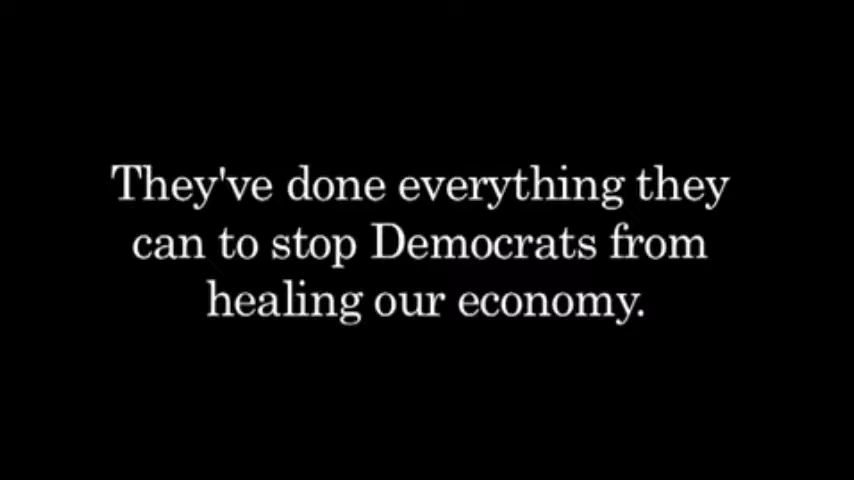 They've done everything they
can to stop Democrats from
healing our economy.